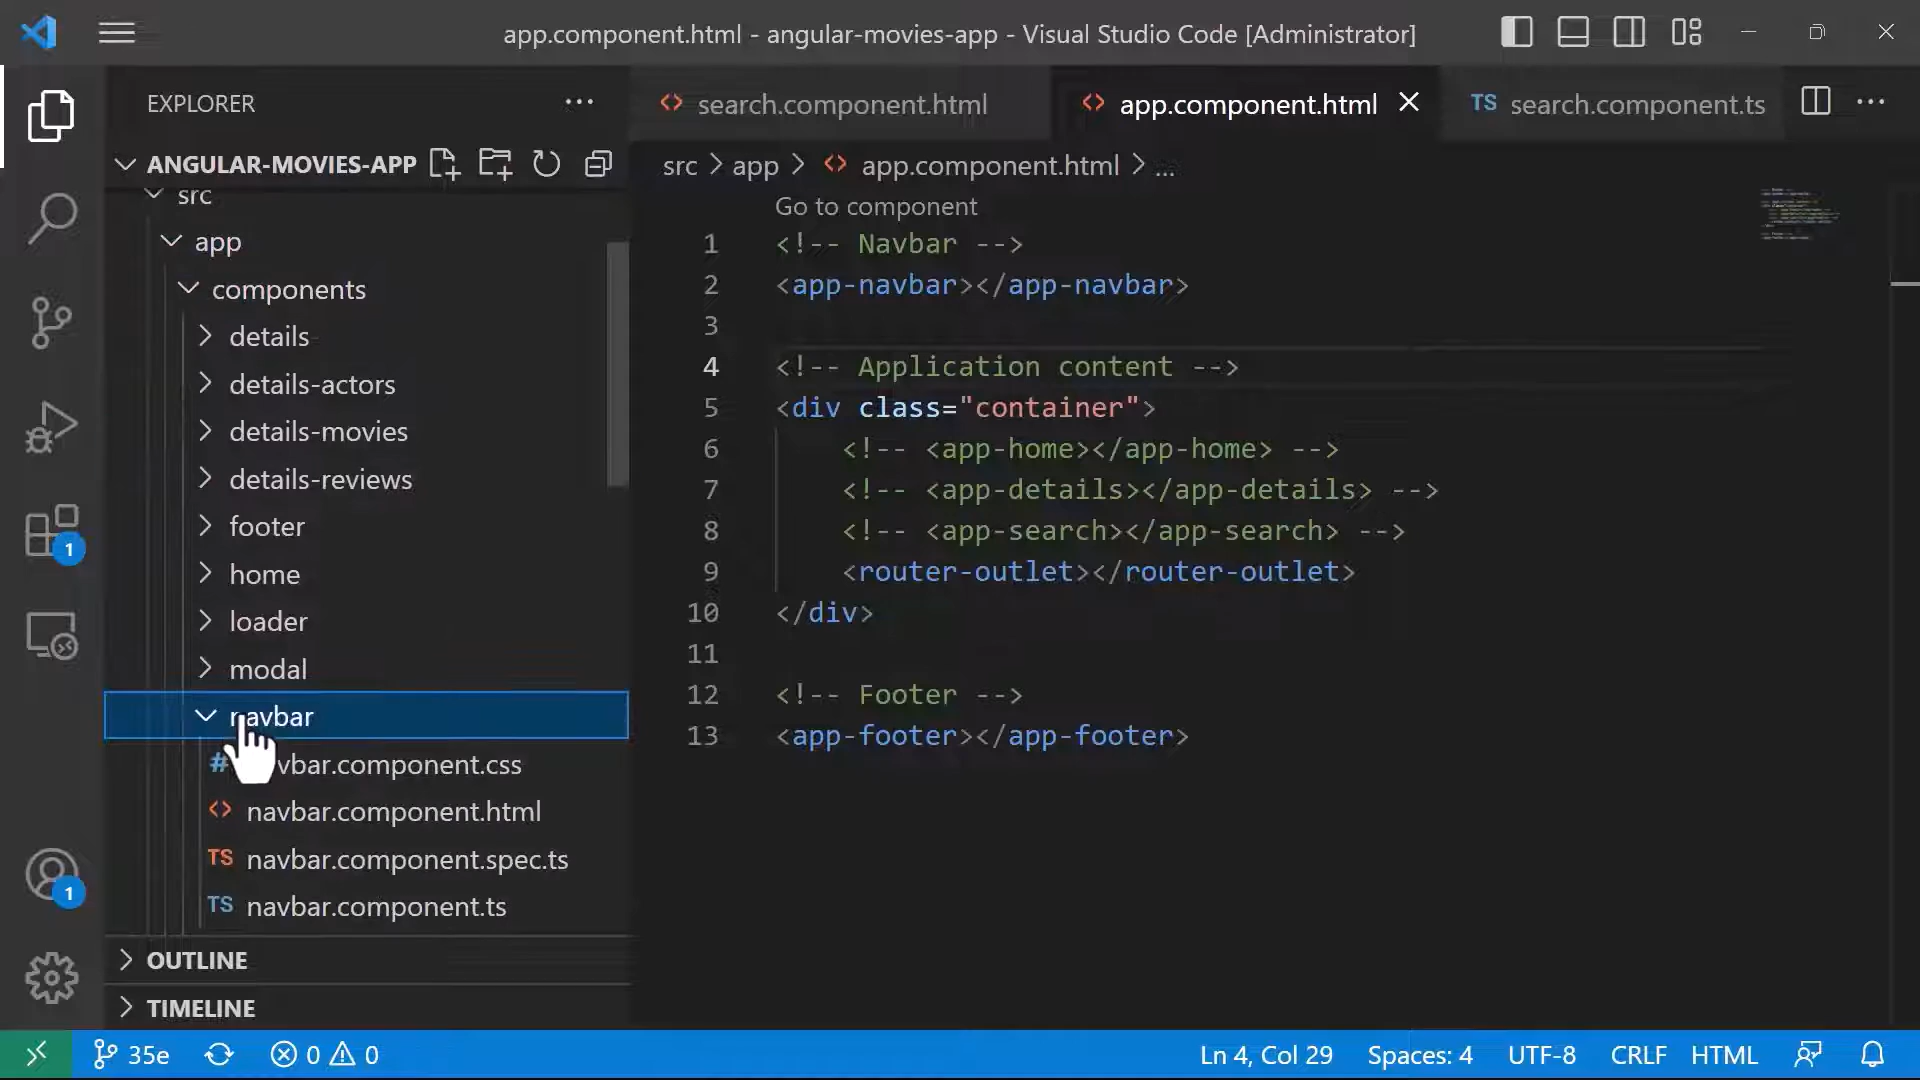 app.component.html - angular-movies-app - Visual Studio Code [Administrator]
EXPLORER
ANGULAR-MOVIES-APP
src
app
components
details
details-actors
details-movies
details-reviews
footer
home
loader
modal
navbar
# vbar.component.css
<> navbar.component.html
TS navbar.component.spec.ts
TS navbar.component.ts
OUTLINE
TIMELINE
1
1
<> search.component.html
<> app.component.html
TS search.component.ts
src > app > <> app.component.html > ...
Go to component
1 <!-- Navbar -->
2 <app-navbar></app-navbar>
3
4 <!-- Application content -->
5 <div class="container">
6 <!-- <app-home></app-home> -->
7 <!-- <app-details></app-details> -->
8 <!-- <app-search></app-search> -->
9 <router-outlet></router-outlet>
10 </div>
11
12 <!-- Footer -->
13 <app-footer></app-footer>
35e 0 0 Ln 4, Col 29 Spaces: 4 UTF-8 CRLF HTML